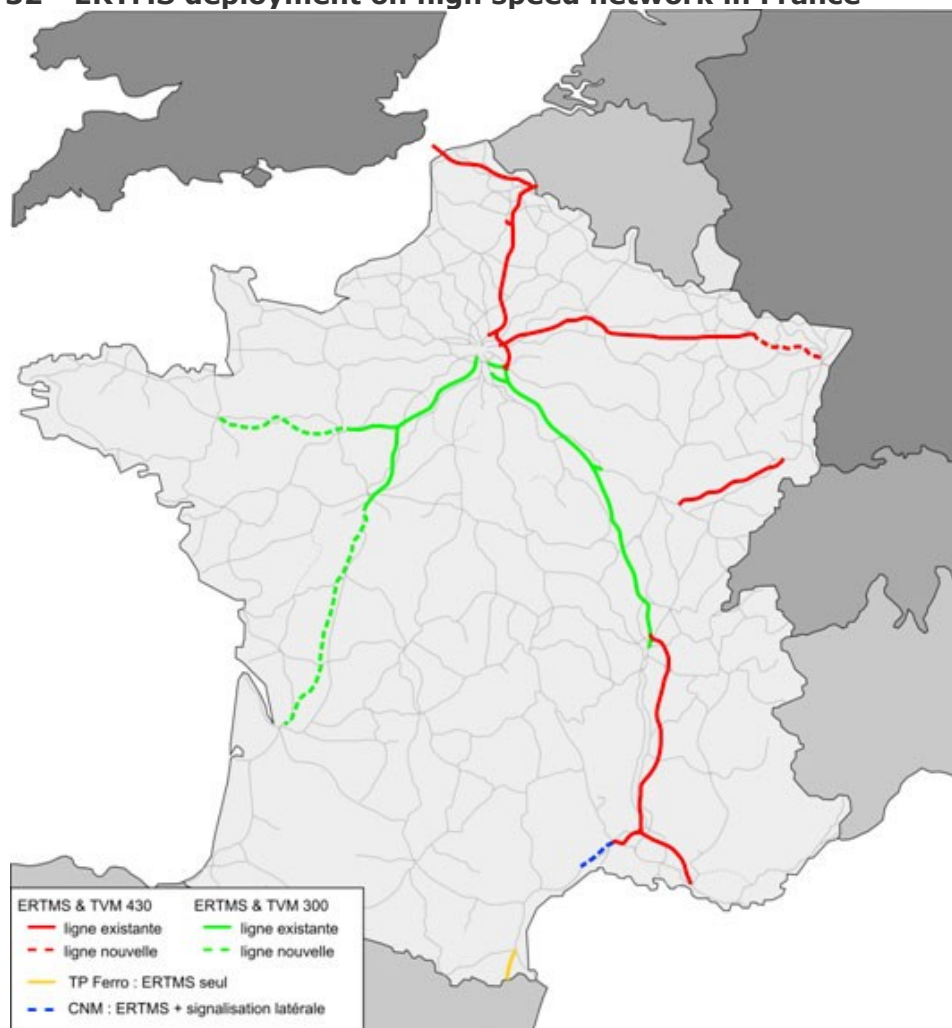 32 - ERTMS deployment on high speed network in France
ERTMS & TVM 430
ligne existante
ligne nouvelle
ERTMS & TVM 300
ligne existante
ligne nouvelle
TP Ferro : ERTMS seul
CNM : ERTMS + signalisation latérale